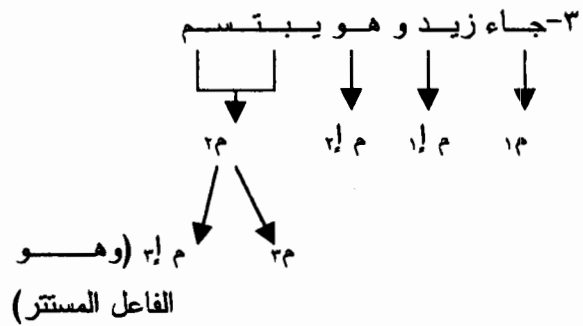 ٣-جاء زيد و هو يبتسم
م١ م إ١ م إ٢ م٢
م٣ م إ٣ (وهو
الفاعل المستتر)